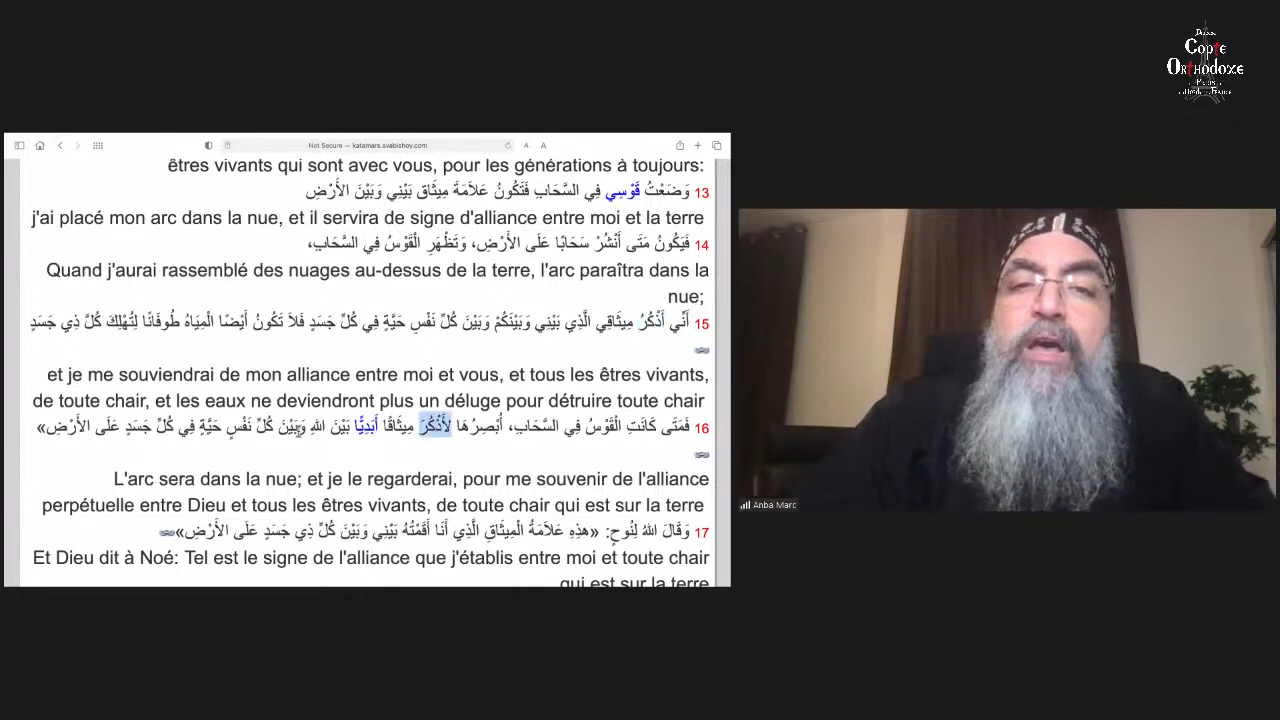 Copte
Orthodoxe
Not Secure — katamars.avabishoy.com
êtres vivants qui sont avec vous, pour les générations à toujours:
13 وَضَعْتُ قَوْسِي فِي السَّحَابِ فَتَكُونُ عَلاَمَةَ مِيثَاق بَيْنِي وَبَيْنَ الأَرْضِ
j'ai placé mon arc dans la nue, et il servira de signe d'alliance entre moi et la terre
14 فَيَكُونُ مَتَى أَنْشُرْ سَحَابًا عَلَى الأَرْضِ، وَتَظْهَرِ الْقَوْسُ فِي السَّحَابِ،
Quand j'aurai rassemblé des nuages au-dessus de la terre, l'arc paraîtra dans la
nue;
15 أَنِّي أَذْكُرُ مِيثَاقِي الَّذِي بَيْنِي وَبَيْنَكُمْ وَبَيْنَ كُلِّ نَفْسٍ حَيَّةٍ فِي كُلِّ جَسَدٍ فَلاَ تَكُونُ أَيْضًا الْمِيَاهُ طُوفَانًا لِتُهْلِكَ كُلَّ ذِي جَسَدٍ
et je me souviendrai de mon alliance entre moi et vous, et tous les êtres vivants,
de toute chair, et les eaux ne deviendront plus un déluge pour détruire toute chair
16 فَمَتَى كَانَتِ الْقَوْسُ فِي السَّحَابِ، أُبْصِرُهَا لأَذْكُرَ مِيثَاقًا أَبَدِيًّا بَيْنَ اللهِ وَبَيْنَ كُلِّ نَفْسٍ حَيَّةٍ فِي كُلِّ جَسَدٍ عَلَى الأَرْضِ»
L'arc sera dans la nue; et je le regarderai, pour me souvenir de l'alliance
perpétuelle entre Dieu et tous les êtres vivants, de toute chair qui est sur la terre
17 وَقَالَ اللهُ لِنُوحٍ: «هذِهِ عَلاَمَةُ الْمِيثَاقِ الَّذِي أَنَا أَقَمْتُهُ بَيْنِي وَبَيْنَ كُلِّ ذِي جَسَدٍ عَلَى الأَرْضِ»
Et Dieu dit à Noé: Tel est le signe de l'alliance que j'établis entre moi et toute chair
qui est sur la terre
Anba Marc